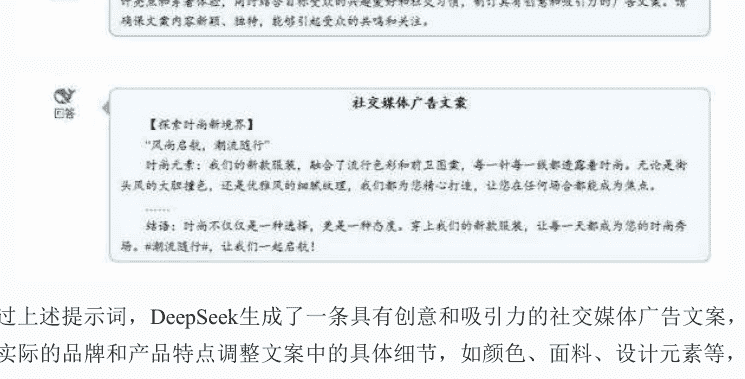 计亮点和穿着体验，同时结合目标受众的兴趣爱好和社交习惯，制订具有创意和吸引力的广告文案。请
确保文案内容新颖、独特，能够引起受众的共鸣和关注。
回答
社交媒体广告文案
【探索时尚新境界】
“风尚启航，潮流随行”
时尚元素：我们的新款服装，融合了流行色彩和前卫图案，每一针每一线都透露着时尚。无论是街
头风的大胆撞色，还是优雅风的细腻纹理，我们都为您精心打造，让您在任何场合都能成为焦点。
……
结语：时尚不仅仅是一种选择，更是一种态度。穿上我们的新款服装，让每一天都成为您的时尚秀
场。#潮流随行#，让我们一起启航！
过上述提示词，DeepSeek生成了一条具有创意和吸引力的社交媒体广告文案，
实际的品牌和产品特点调整文案中的具体细节，如颜色、面料、设计元素等，